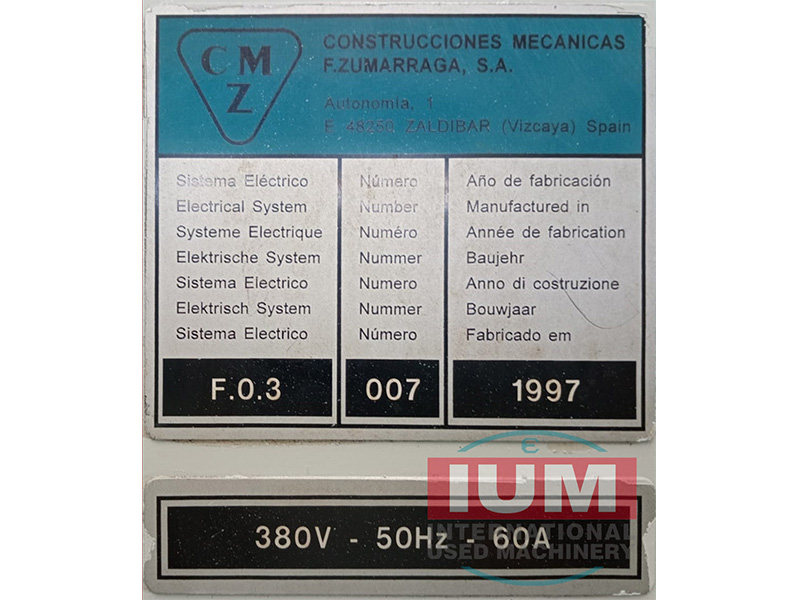 CMZ
CONSTRUCCIONES MECANICAS
F.ZUMARRAGA, S.A.
Autonomía, 1
E 48250 ZALDIBAR (Vizcaya) Spain
Sistema Eléctrico Número Año de fabricación
Electrical System Number Manufactured in
Systeme Electrique Numéro Année de fabrication
Elektrische System Nummer Baujehr
Sistema Electrico Número Anno di costruzione
Elektrisch System Nummer Bouwjaar
Sistema Electrico Número Fabricado em
F.0.3 007 1997
380V - 50Hz - 60A
IUM
INTERNATIONAL
USED MACHINERY